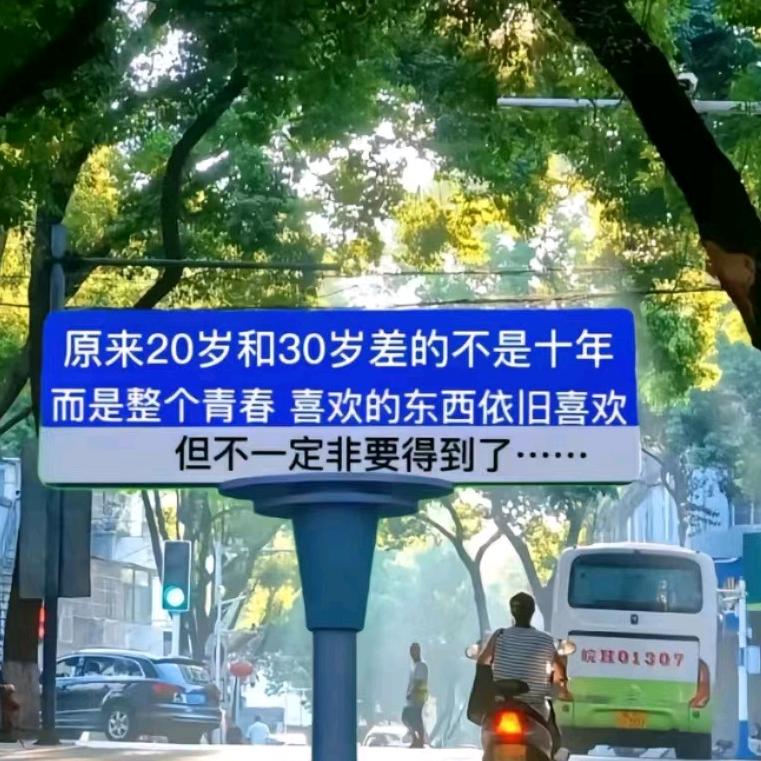 原来20岁和30岁差的不是十年
而是整个青春 喜欢的东西依旧喜欢
但不一定非要得到了……
皖H01307